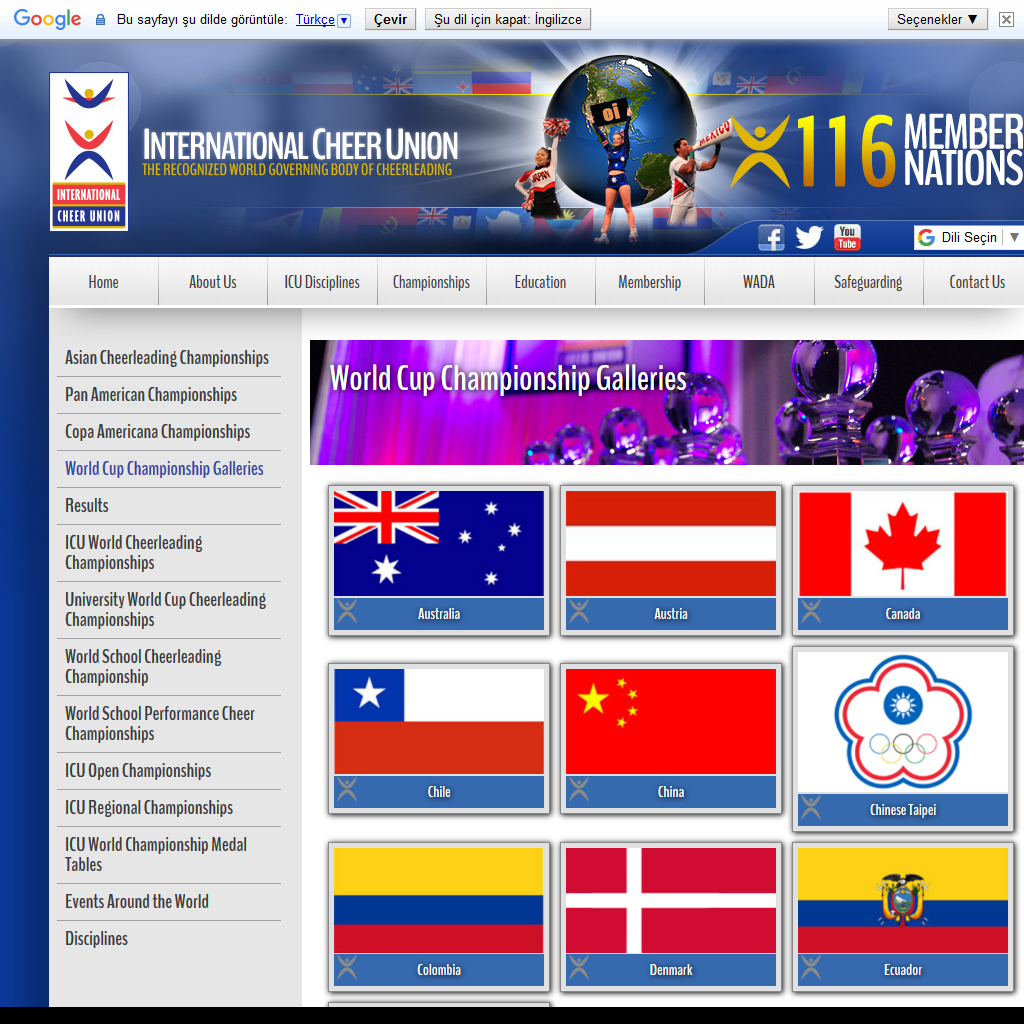 Google Bu sayfayı şu dilde görüntüle: Türkçe ▼ Çevir Şu dil için kapat: İngilizce Seçenekler ▼
oi
JAPAN
MEXICO
INTERNATIONAL
CHEER UNION
INTERNATIONAL CHEER UNION
THE RECOGNIZED WORLD GOVERNING BODY OF CHEERLEADING
116 MEMBER
NATIONS
f You Tube G Dili Seçin ▼
Home About Us ICU Disciplines Championships Education Membership WADA Safeguarding Contact Us
Asian Cheerleading Championships
Pan American Championships
Copa Americana Championships
World Cup Championship Galleries
Results
ICU World Cheerleading
Championships
University World Cup Cheerleading
Championships
World School Cheerleading
Championship
World School Performance Cheer
Championships
ICU Open Championships
ICU Regional Championships
ICU World Championship Medal
Tables
Events Around the World
Disciplines
World Cup Championship Galleries
Australia Austria Canada
Chile China Chinese Taipei
Colombia Denmark Ecuador